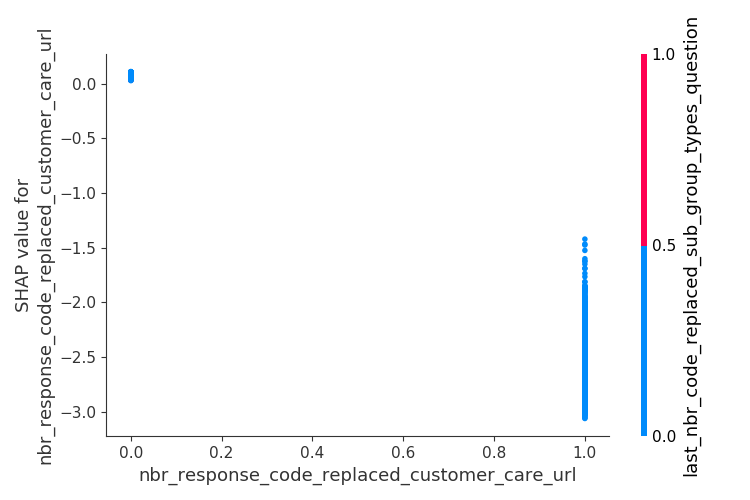 SHAP value for
nbr_response_code_replaced_customer_care_url
0.0
−0.5
−1.0
−1.5
−2.0
−2.5
−3.0
0.0 0.2 0.4 0.6 0.8 1.0
nbr_response_code_replaced_customer_care_url
1.0
0.5
0.0
last_nbr_code_replaced_sub_group_types_question